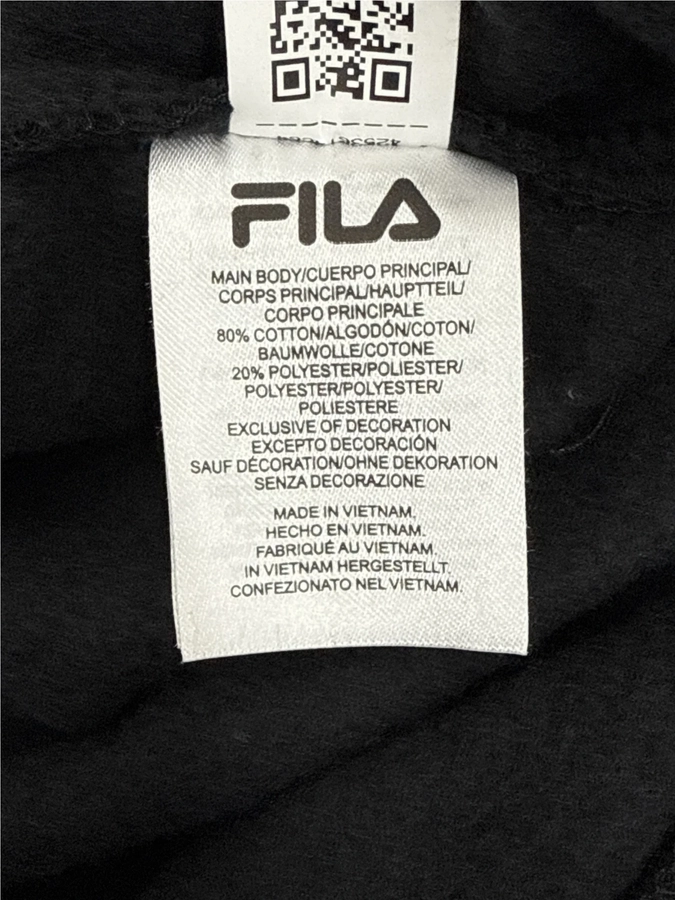 FILA
MAIN BODY/CUERPO PRINCIPAL/
CORPS PRINCIPAL/HAUPTTEIL/
CORPO PRINCIPALE
80% COTTON/ALGODÓN/COTON/
BAUMWOLLE/COTONE
20% POLYESTER/POLIESTER/
POLYESTER/POLYESTER/
POLIESTERE
EXCLUSIVE OF DECORATION
EXCEPTO DECORACIÓN
SAUF DÉCORATION/OHNE DEKORATION
SENZA DECORAZIONE
MADE IN VIETNAM.
HECHO EN VIETNAM.
FABRIQUÉ AU VIETNAM.
IN VIETNAM HERGESTELLT.
CONFEZIONATO NEL VIETNAM.